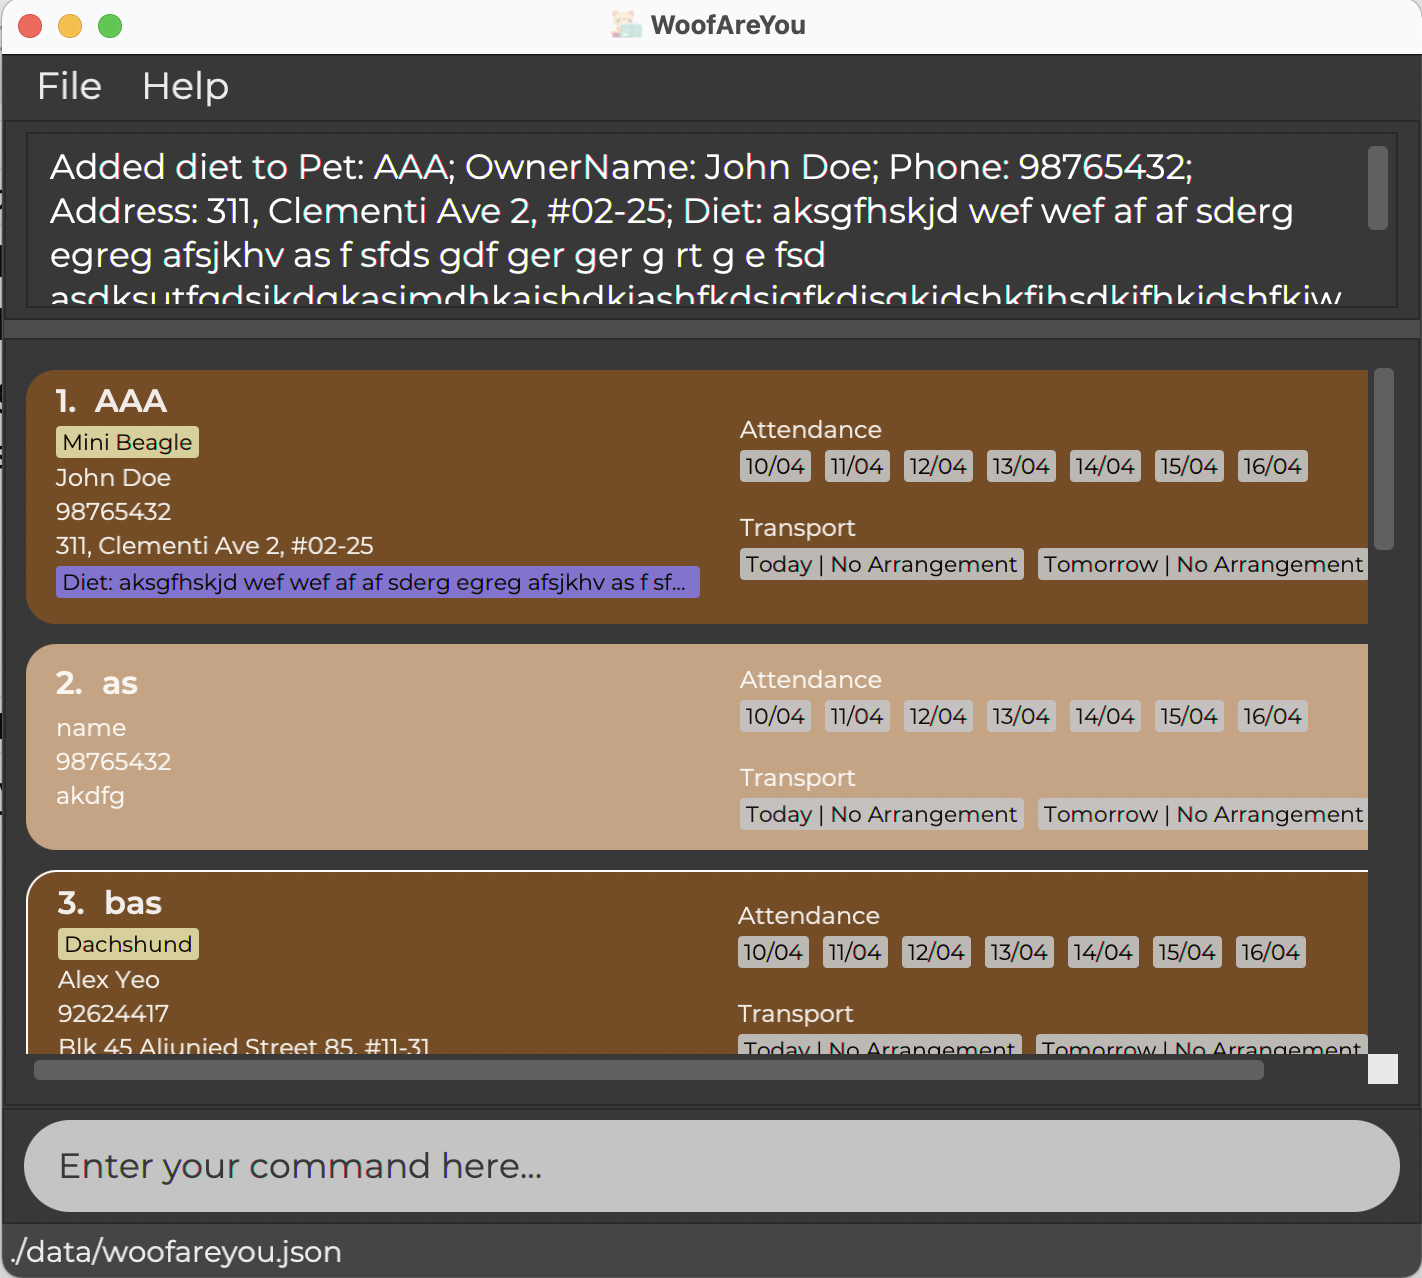 WoofAreYou
File Help
Added diet to Pet: AAA; OwnerName: John Doe; Phone: 98765432;
Address: 311, Clementi Ave 2, #02-25; Diet: aksgfhskjd wef wef af af sderg
egreg afsjkhv as f sfds gdf ger ger g rt g e fsd
1. AAA
Mini Beagle
John Doe
98765432
311, Clementi Ave 2, #02-25
Diet: aksgfhskjd wef wef af af sderg egreg afsjkhv as f sf...
Attendance
10/04 11/04 12/04 13/04 14/04 15/04 16/04
Transport
Today | No Arrangement Tomorrow | No Arrangement
2. as
name
98765432
akdfg
Attendance
10/04 11/04 12/04 13/04 14/04 15/04 16/04
Transport
Today | No Arrangement Tomorrow | No Arrangement
3. bas
Dachshund
Alex Yeo
92624417
Blk 45 Aljunied Street 85, #11-31
Attendance
10/04 11/04 12/04 13/04 14/04 15/04 16/04
Transport
Today | No Arrangement Tomorrow | No Arrangement
Enter your command here...
./data/woofareyou.json